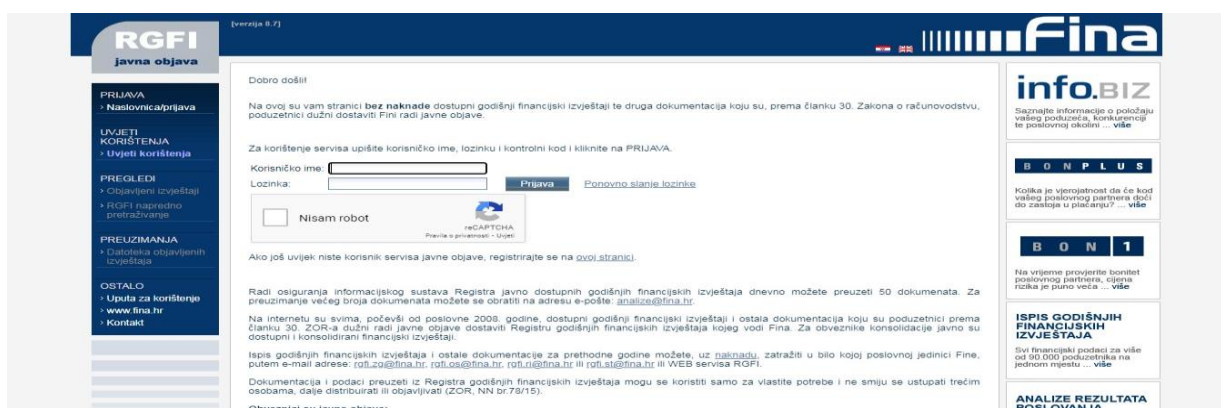 [verzija 0.7]
RGFI
javna objava
Fina
PRIJAVA
› Naslovnica/prijava
UVJETI
KORIŠTENJA
› Uvjeti korištenja
PREGLEDI
› Objavljeni izvještaji
› RGFI napredno
pretraživanje
PREUZIMANJA
› Datoteka objavljenih
izvještaja
OSTALO
› Uputa za korištenje
› www.fina.hr
› Kontakt
Dobro došli!
Na ovoj su vam stranici bez naknade dostupni godišnji financijski izvještaji te druga dokumentacija koju su, prema članku 30. Zakona o računovodstvu,
poduzetnici dužni dostaviti Fini radi javne objave.
Za korištenje servisa upišite korisničko ime, lozinku i kontrolni kod i kliknite na PRIJAVA.
Korisničko ime:
Lozinka:
Prijava
Ponovno slanje lozinke
Nisam robot
reCAPTCHA
Pravila o privatnosti - Uvjeti
Ako još uvijek niste korisnik servisa javne objave, registrirajte se na ovoj stranici.
Radi osiguranja informacijskog sustava Registra javno dostupnih godišnjih financijskih izvještaja dnevno možete preuzeti 50 dokumenata. Za
preuzimanje većeg broja dokumenata možete se obratiti na adresu e-pošte: analize@fina.hr.
Na internetu su svima, počevši od poslovne 2008. godine, dostupni godišnji financijski izvještaji i ostala dokumentacija koju su poduzetnici prema
članku 30. ZOR-a dužni radi javne objave dostaviti Registru godišnjih financijskih izvještaja kojeg vodi Fina. Za obveznike konsolidacije javno su
dostupni i konsolidirani financijski izvještaji.
Ispis godišnjih financijskih izvještaja i ostale dokumentacije za prethodne godine možete, uz naknadu, zatražiti u bilo kojoj poslovnoj jedinici Fine,
putem e-mail adrese: rgfi.zg@fina.hr, rgfi.os@fina.hr, rgfi.ri@fina.hr ili rgfi.st@fina.hr ili WEB servisa RGFI.
Dokumentacija i podaci preuzeti iz Registra godišnjih financijskih izvještaja mogu se koristiti samo za vlastite potrebe i ne smiju se ustupati trećim
osobama, dalje distribuirati ili objavljivati (ZOR, NN br.78/15).
Obveznici su javne objave:
info.BIZ
Saznajte informacije o položaju
vašeg poduzeća, konkurenciji
te poslovnoj okolini ... više
BONPLUS
Kolika je vjerojatnost da će kod
vašeg poslovnog partnera doći
do zastoja u plaćanju? ... više
BON 1
Na vrijeme provjerite bonitet
poslovnog partnera, cijena
rizika je puno veća ... više
ISPIS GODIŠNJIH
FINANCIJSKIH
IZVJEŠTAJA
Svi financijski podaci za više
od 90.000 poduzetnika na
jednom mjestu ... više
ANALIZE REZULTATA
POSLOVANJA